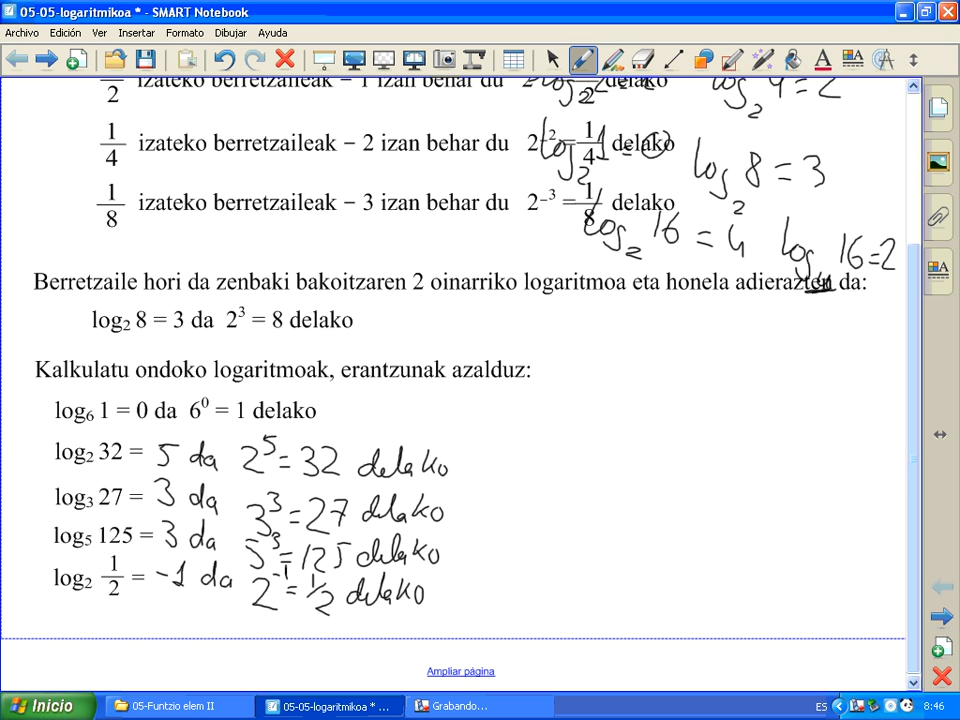 05-05-logaritmikoa * - SMART Notebook
Archivo Edición Ver Insertar Formato Dibujar Ayuda
1/2 izateko berretzaileak − 1 izan behar du delako log₂ 4 = 2
1/4 izateko berretzaileak − 2 izan behar du 2⁻² = 1/4 delako
log₂ 1 = 0 log₂ 8 = 3
1/8 izateko berretzaileak − 3 izan behar du 2⁻³ = 1/8 delako
log₂ 16 = 4 log₄ 16 = 2
Berretzaile hori da zenbaki bakoitzaren 2 oinarriko logaritmoa eta honela adierazten da:
log₂ 8 = 3 da 2³ = 8 delako
Kalkulatu ondoko logaritmoak, erantzunak azalduz:
log₆ 1 = 0 da 6⁰ = 1 delako
log₂ 32 = 5 da 2⁵ = 32 delako
log₃ 27 = 3 da 3³ = 27 delako
log₅ 125 = 3 da 5³ = 125 delako
log₂ 1/2 = -1 da 2⁻¹ = 1/2 delako
Ampliar página
Inicio 05-Funtzio elem II 05-05-logaritmikoa * ... Grabando... ES 8:46